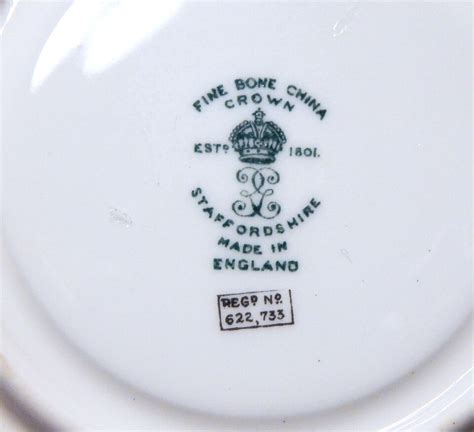 FINE BONE CHINA
CROWN
ESTD 1801.
STAFFORDSHIRE
MADE IN
ENGLAND
REGD NO.
622,733